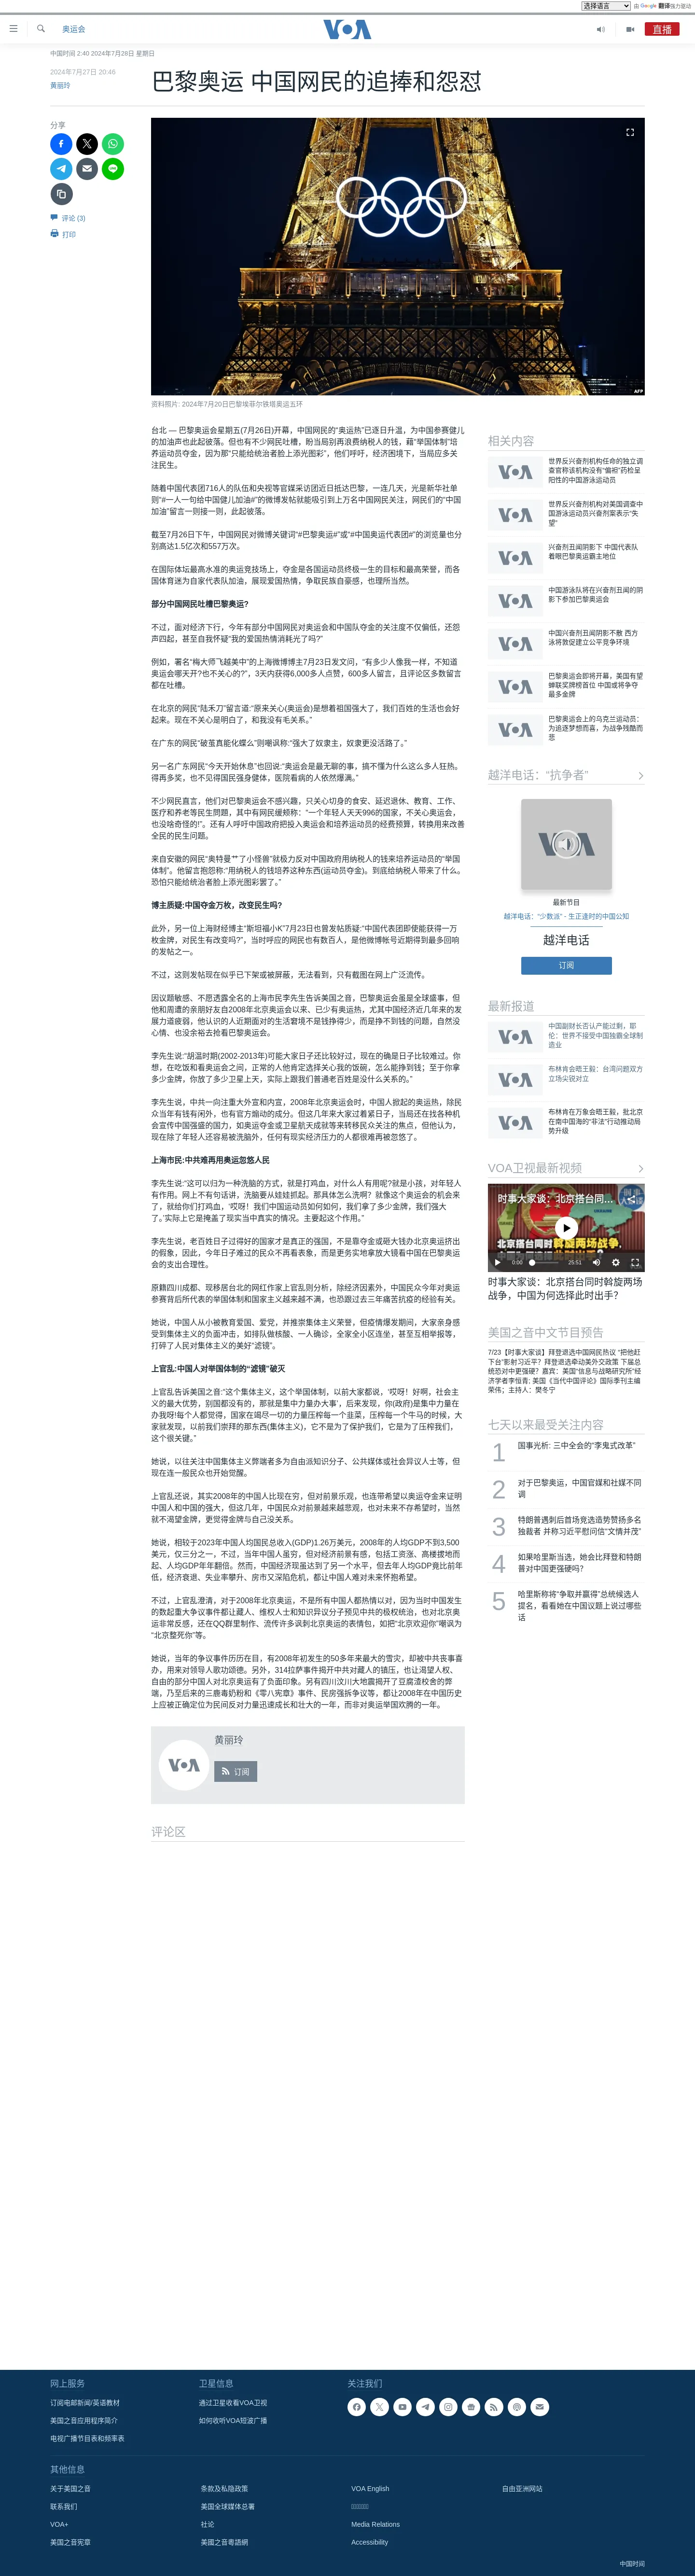 选择语言 由 Google 翻译强力驱动
奥运会
VOA
直播
中国时间 2:40 2024年7月28日 星期日
2024年7月27日 20:46
黄丽玲
巴黎奥运 中国网民的追捧和怨怼
分享
评论 (3)
打印
AFP
资料照片: 2024年7月20日巴黎埃菲尔铁塔奥运五环
台北 — 巴黎奥运会星期五(7月26日)开幕，中国网民的“奥运热”已逐日升温，为中国参赛健儿
的加油声也此起彼落。但也有不少网民吐槽，盼当局别再浪费纳税人的钱，藉“举国体制”培
养运动员夺金，因为那“只能给统治者脸上添光图彩”，他们呼吁，经济困境下，当局应多关
注民生。
随着中国代表团716人的队伍和央视等官媒采访团近日抵达巴黎，一连几天，光是新华社单
则“#一人一句给中国健儿加油#”的微博发帖就能吸引到上万名中国网民关注，网民们的“中国
加油”留言一则接一则，此起彼落。
截至7月26日下午，中国网民对微博关键词“#巴黎奥运#”或“#中国奥运代表团#”的浏览量也分
别高达1.5亿次和557万次。
在国际体坛最高水准的奥运竞技场上，夺金是各国运动员终极一生的目标和最高荣誉，而各
国体育迷为自家代表队加油，展现爱国热情，争取民族自豪感，也理所当然。
部分中国网民吐槽巴黎奥运?
不过，面对经济下行，今年有部分中国网民对奥运会和中国队夺金的关注度不仅偏低，还怨
声四起，甚至自我怀疑“我的爱国热情消耗光了吗?”
例如，署名“梅大师飞越美中”的上海微博博主7月23日发文问，“有多少人像我一样，不知道
奥运会哪天开?也不关心的?”，3天内获得6,000多人点赞，600多人留言，且评论区多数留言
都在吐槽。
在北京的网民“陆禾刀”留言道:“原来关心(奥运会)是想着祖国强大了，我们百姓的生活也会好
起来。现在不关心是明白了，和我没有毛关系。”
在广东的网民“破茧真能化蝶么”则嘲讽称:“强大了奴隶主，奴隶更没活路了。”
另一名广东网民“今天开始休息”也回说:“奥运会是最无聊的事，搞不懂为什么这么多人狂热。
得再多奖，也不见得国民强身健体，医院看病的人依然爆满。”
不少网民直言，他们对巴黎奥运会不感兴趣，只关心切身的食安、延迟退休、教育、工作、
医疗和养老等民生问题，其中有网民缓频称: ”一个年轻人天天996的国家，不关心奥运会，
也没啥奇怪的”。还有人呼吁中国政府把投入奥运会和培养运动员的经费预算，转换用来改善
全民的民生问题。
来自安徽的网民“奥特曼艹了小怪兽”就极力反对中国政府用纳税人的钱来培养运动员的“举国
体制”。他留言抱怨称:“用纳税人的钱培养这种东西(运动员夺金)。到底给纳税人带来了什么。
恐怕只能给统治者脸上添光图彩罢了。”
博主质疑:中国夺金万枚，改变民生吗?
此外，另一位上海财经博主“斯坦福小K”7月23日也曾发帖质疑:“中国代表团即使能获得一万
枚金牌，对民生有改变吗?”，当时呼应的网民也有数百人，是他微博帐号近期得到最多回响
的发帖之一。
不过，这则发帖现在似乎已下架或被屏蔽，无法看到，只有截图在网上广泛流传。
因议题敏感、不愿透露全名的上海市民李先生告诉美国之音，巴黎奥运会虽是全球盛事，但
他和周遭的亲朋好友自2008年北京奥运会以来、已少有奥运热，尤其中国经济近几年来的发
展力道疲弱，他认识的人近期面对的生活窘境不是钱挣得少，而是挣不到钱的问题，自然没
心情、也没余裕去抢看巴黎奥运会。
李先生说:“胡温时期(2002-2013年)可能大家日子还比较好过，现在的确是日子比较难过。你
想，在吃饭和看奥运会之间，正常的人他肯定选择关心我的饭碗，怎么能挣到钱；至于你拿
多少金牌，你放了多少卫星上天，实际上跟我们普通老百姓是没什么关系的。”
李先生说，中共一向注重大外宣和内宣，2008年北京奥运会时，中国人掀起的奥运热，除民
众当年有钱有闲外，也有官方煽动的成分。但这几年来大家过着紧日子，当局还在找各种机
会宣传中国强盛的国力，如奥运夺金或卫星航天成就等来转移民众关注的焦点，但他认为，
现在除了年轻人还容易被洗脑外，任何有现实经济压力的人都很难再被忽悠了。
上海市民:中共难再用奥运忽悠人民
李先生说:“这可以归为一种洗脑的方式，就是打鸡血，对什么人有用呢?就是小孩，对年轻人
有作用。网上不有句话讲，洗脑要从娃娃抓起。那具体怎么洗啊？就像这个奥运会的机会来
了，就给你们打鸡血，‘哎呀！我们中国运动员如何如何，我们拿了多少金牌，我们多强
大了。’实际上它是掩盖了现实当中真实的情况。主要起这个作用。”
李先生说，老百姓日子过得好的国家才是真正的强国，不是靠夺金或砸大钱办北京奥运挤出
的假象，因此，今年日子难过的民众不再看表象，而是更务实地拿放大镜看中国在巴黎奥运
会的支出合理性。
原籍四川成都、现移居台北的网红作家上官乱则分析，除经济因素外，中国民众今年对奥运
参赛背后所代表的举国体制和国家主义越来越不满，也恐跟过去三年痛苦抗疫的经验有关。
她说，中国人从小被教育爱国、爱党，并推崇集体主义荣誉，但疫情爆发期间，大家亲身感
受到集体主义的负面冲击，如排队做核酸、一人确诊，全家全小区连坐，甚至互相举报等，
打碎了人民对集体主义的美好“滤镜”。
上官乱:中国人对举国体制的“滤镜”破灭
上官乱告诉美国之音:“这个集体主义，这个举国体制，以前大家都说，‘哎呀！好啊，社会主
义的最大优势，别国都没有的，那就是集中力量办大事’，后来发现，你(政府)是集中力量在
办我呀!每个人都觉得，国家在竭尽一切的力量压榨每一个韭菜，压榨每一个牛马的时候，大
家就发现，以前我们崇拜的那东西(集体主义)，它不是为了保护我们，它是为了压榨我们，
这个很关键。”
她说，以往关注中国集体主义弊端者多为自由派知识分子、公共媒体或社会异议人士等，但
现在连一般民众也开始觉醒。
上官乱还说，其实2008年的中国人比现在穷，但对前景乐观，也连带希望以奥运夺金来证明
中国人和中国的强大，但这几年，中国民众对前景越来越悲观，也对未来不存希望时，当然
就不渴望金牌，更觉得金牌与自己没关系。
她说，相较于2023年中国人均国民总收入(GDP)1.26万美元，2008年的人均GDP不到3,500
美元，仅三分之一，不过，当年中国人虽穷，但对经济前景有感，包括工资涨、高楼拔地而
起，甚至人均GDP年年翻倍。然而，中国经济现虽达到了另一个水平，但去年人均GDP竟比前年
低，经济衰退、失业率攀升、房市又深陷危机，都让中国人难对未来怀抱希望。
不过，上官乱澄清，对于2008年北京奥运，不是所有中国人都热情以对，因为当时中国发生
的数起重大争议事件都让藏人、维权人士和知识异议分子预见中共的极权统治，也对北京奥
运非常反感，还在QQ群里制作、流传许多讽刺北京奥运的表情包，如把“北京欢迎你”嘲讽为
“北京整死你”等。
她说，当年的争议事件历历在目，有2008年初发生的50多年来最大的雪灾，却被中共丧事喜
办，用来对领导人歌功颂德。另外，314拉萨事件揭开中共对藏人的镇压，也让渴望人权、
自由的部分中国人对北京奥运有了负面印象。另有四川汶川大地震揭开了豆腐渣校舍的弊
端，乃至后来的三鹿毒奶粉和《零八宪章》事件、民房强拆争议等，都让2008年在中国历史
上应被正确定位为民间反对力量迅速成长和壮大的一年，而非对奥运举国欢腾的一年。
黄丽玲
订阅
评论区
相关内容
世界反兴奋剂机构任命的独立调
查官称该机构没有“偏袒”药检呈
阳性的中国游泳运动员
世界反兴奋剂机构对美国调查中
国游泳运动员兴奋剂案表示“失
望”
兴奋剂丑闻阴影下 中国代表队
着眼巴黎奥运霸主地位
中国游泳队将在兴奋剂丑闻的阴
影下参加巴黎奥运会
中国兴奋剂丑闻阴影不散 西方
泳将敦促建立公平竞争环境
巴黎奥运会即将开幕，美国有望
蝉联奖牌榜首位 中国或将争夺
最多金牌
巴黎奥运会上的乌克兰运动员：
为追逐梦想而喜，为战争残酷而
悲
越洋电话：“抗争者”
最新节目
越洋电话：“少数派” - 生正逢时的中国公知
越洋电话
订阅
最新报道
中国副财长否认产能过剩，耶
伦：世界不接受中国独霸全球制
造业
布林肯会晤王毅：台湾问题双方
立场尖锐对立
布林肯在万象会晤王毅，批北京
在南中国海的“非法”行动推动局
势升级
VOA卫视最新视频
时事大家谈：北京搭台同...
北京搭台同时斡旋两场战争，
0:00 25:51
时事大家谈：北京搭台同时斡旋两场
战争，中国为何选择此时出手？
美国之音中文节目预告
7/23【时事大家谈】拜登退选中国网民热议 “把他赶
下台”影射习近平？拜登退选牵动美外交政策 下届总
统恐对中更强硬？嘉宾：美国“信息与战略研究所”经
济学者李恒青; 美国《当代中国评论》国际季刊主编
荣伟；主持人：樊冬宁
七天以来最受关注内容
1 国事光析: 三中全会的“李鬼式改革”
2 对于巴黎奥运，中国官媒和社媒不同
调
3 特朗普遇刺后首场竞选造势赞扬多名
独裁者 并称习近平慰问信“文情并茂”
4 如果哈里斯当选，她会比拜登和特朗
普对中国更强硬吗？
5 哈里斯称将“争取并赢得”总统候选人
提名，看看她在中国议题上说过哪些
话
网上服务
订阅电邮新闻/英语教材
美国之音应用程序简介
电视广播节目表和频率表
卫星信息
通过卫星收看VOA卫视
如何收听VOA短波广播
关注我们
其他信息
关于美国之音
联系我们
VOA+
美国之音宪章
条款及私隐政策
美国全球媒体总署
社论
美國之音粵語網
VOA English
Media Relations
Accessibility
自由亚洲网站
中国时间